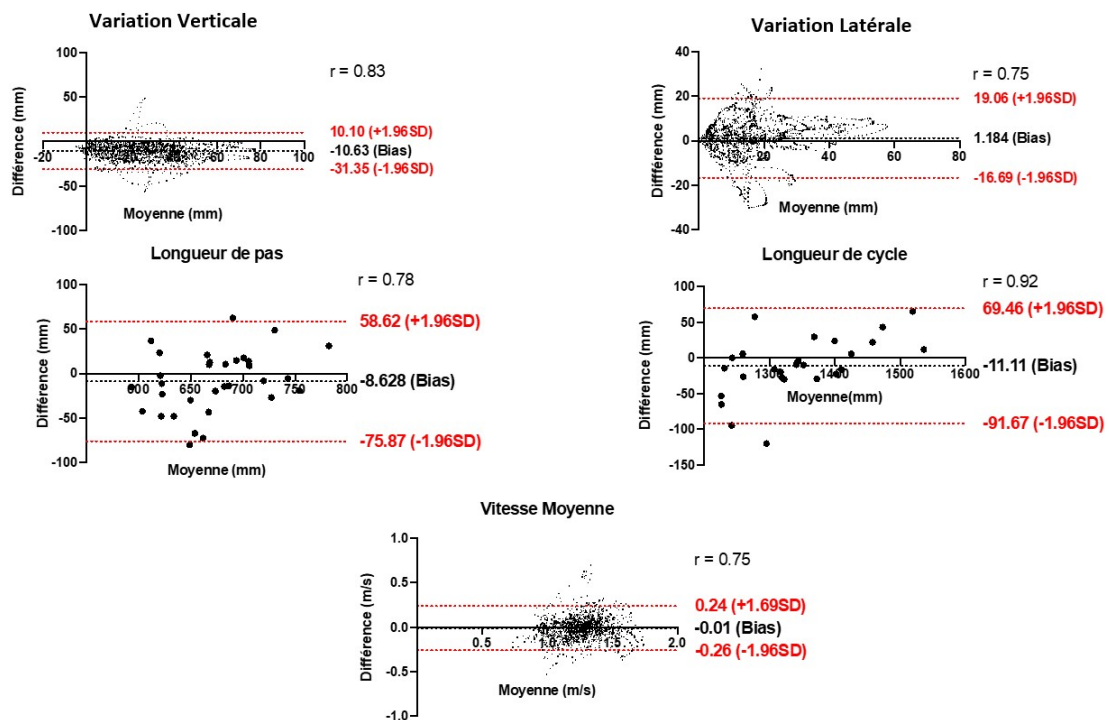 Variation Verticale
100
50
-50
-100
-20
20
40
60
80
100
Différence (mm)
Moyenne (mm)
r = 0.83
10.10 (+1.96SD)
-10.63 (Bias)
-31.35 (-1.96SD)
Variation Latérale
40
20
0
-20
-40
20
40
60
80
Diffférence (mm)
Moyenne (mm)
r = 0.75
19.06 (+1.96SD)
1.184 (Bias)
-16.69 (-1.96SD)
Longueur de pas
100
50
0
-50
-100
600
650
700
750
800
Différence (mm)
Moyenne (mm)
r = 0.78
58.62 (+1.96SD)
-8.628 (Bias)
-75.87 (-1.96SD)
Longueur de cycle
100
50
0
-50
-100
-150
1300
1400
1500
1600
Différence (mm)
Moyenne(mm)
r = 0.92
69.46 (+1.96SD)
-11.11 (Bias)
-91.67 (-1.96SD)
Vitesse Moyenne
1.0
0.5
0.0
-0.5
-1.0
0.5
1.0
1.5
2.0
Différence (m/s)
Moyenne (m/s)
r = 0.75
0.24 (+1.69SD)
-0.01 (Bias)
-0.26 (-1.96SD)